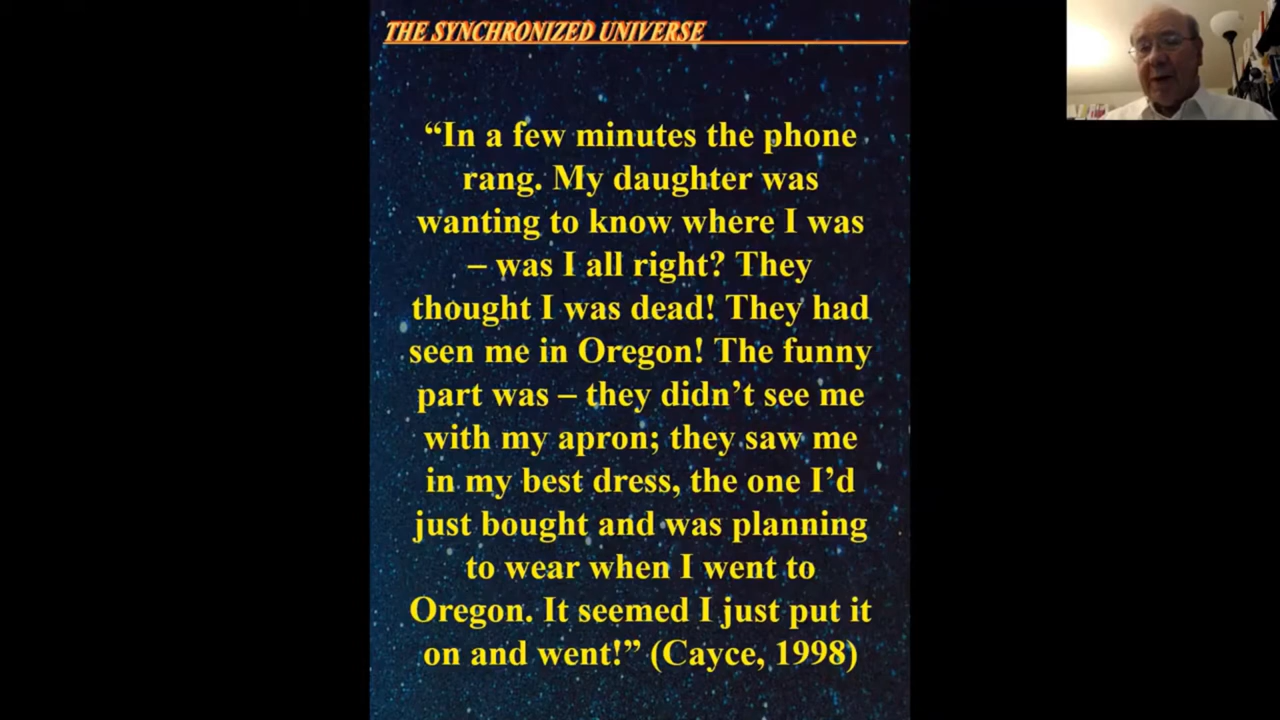 THE SYNCHRONIZED UNIVERSE
“In a few minutes the phone
rang. My daughter was
wanting to know where I was
– was I all right? They
thought I was dead! They had
seen me in Oregon! The funny
part was – they didn’t see me
with my apron; they saw me
in my best dress, the one I’d
just bought and was planning
to wear when I went to
Oregon. It seemed I just put it
on and went!” (Cayce, 1998)